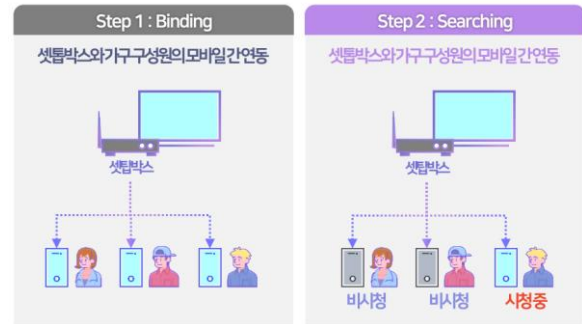 Step 1 : Binding
셋톱박스와 가구 구성원의 모바일 간 연동
셋탑박스
Step 2 : Searching
셋톱박스와 가구 구성원의 모바일 간 연동
셋탑박스
비시청
비시청
시청 중